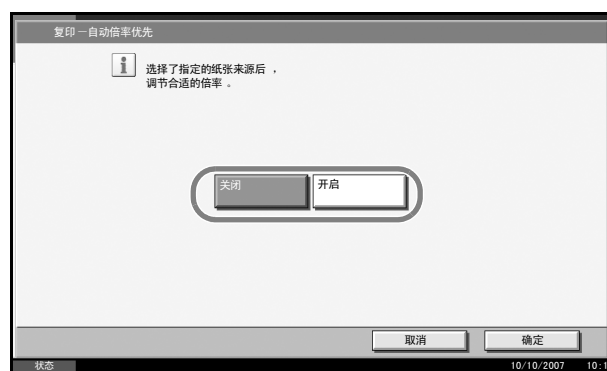 复印－自动倍率优先
i 选择了指定的纸张来源后 ，
调节合适的倍率 。
关闭 开启
取消 确定
状态 10/10/2007 10:1